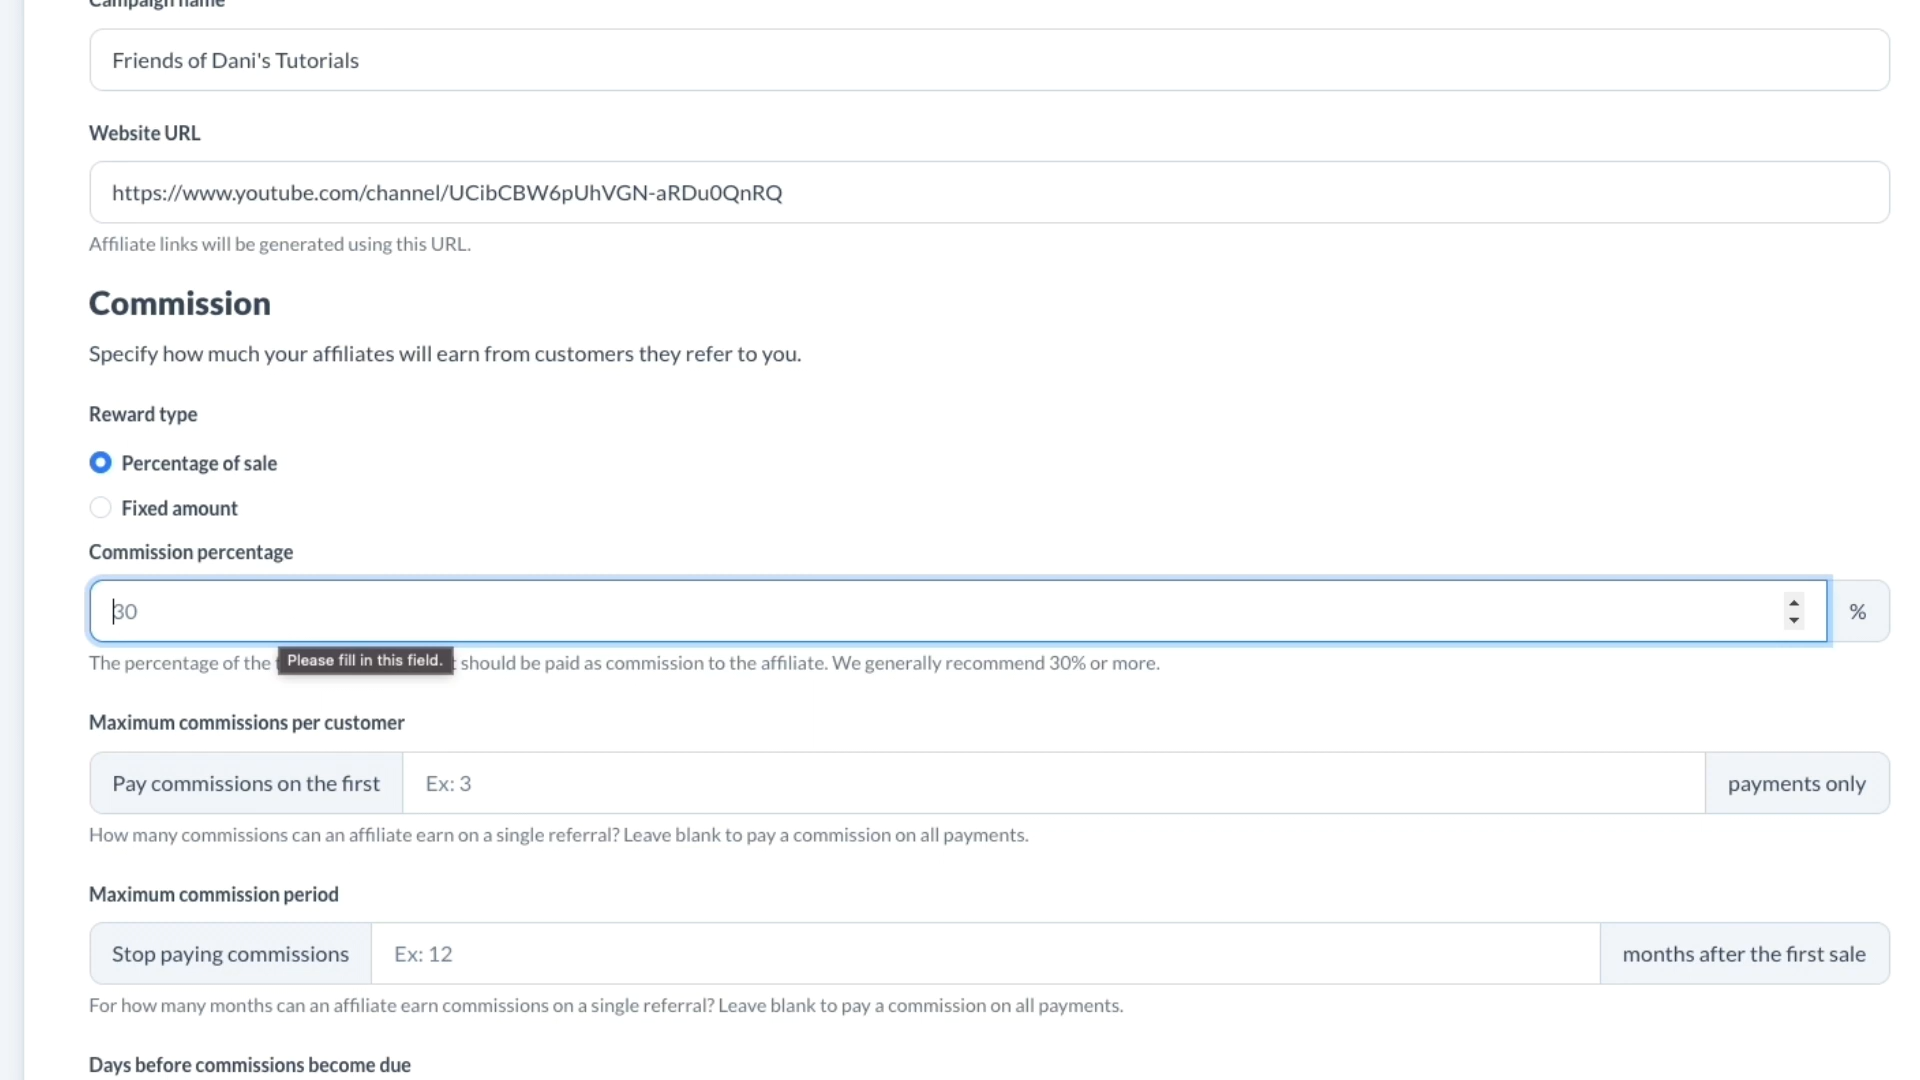 Campaign name
Friends of Dani's Tutorials
Website URL
https://www.youtube.com/channel/UCibCBW6pUhVGN-aRDu0QnRQ
Affiliate links will be generated using this URL.
Commission
Specify how much your affiliates will earn from customers they refer to you.
Reward type
Percentage of sale
Fixed amount
Commission percentage
30 %
The percentage of the should be paid as commission to the affiliate. We generally recommend 30% or more.
Please fill in this field.
Maximum commissions per customer
Pay commissions on the first Ex: 3 payments only
How many commissions can an affiliate earn on a single referral? Leave blank to pay a commission on all payments.
Maximum commission period
Stop paying commissions Ex: 12 months after the first sale
For how many months can an affiliate earn commissions on a single referral? Leave blank to pay a commission on all payments.
Days before commissions become due